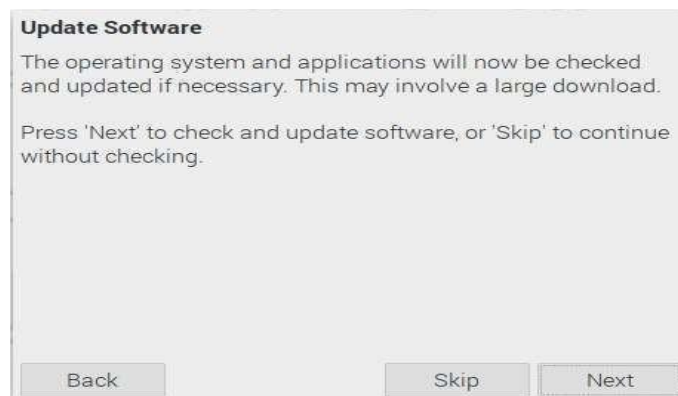 Update Software
The operating system and applications will now be checked
and updated if necessary. This may involve a large download.
Press 'Next' to check and update software, or 'Skip' to continue
without checking.
Back Skip Next